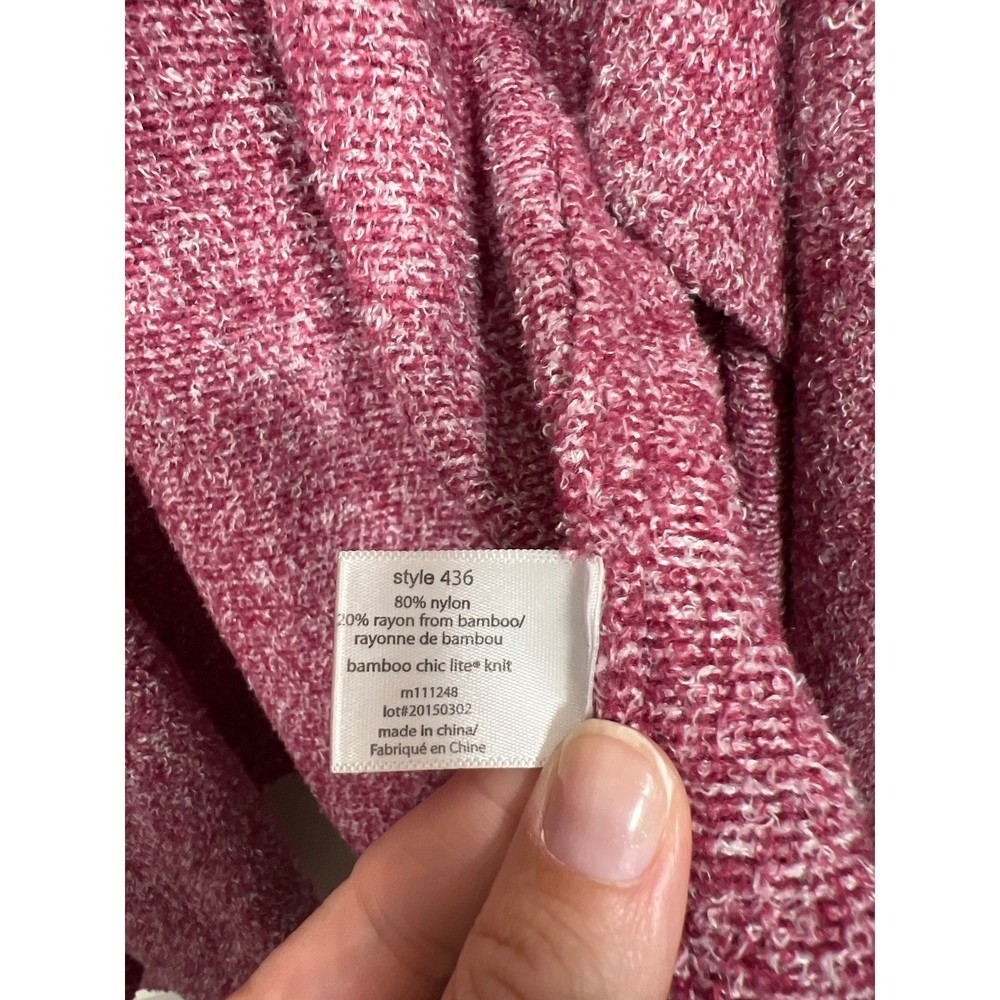 style 436
80% nylon
20% rayon from bamboo/
rayonne de bambou
bamboo chic lite® knit
rn111248
lot#20150302
made in china/
Fabriqué en Chine